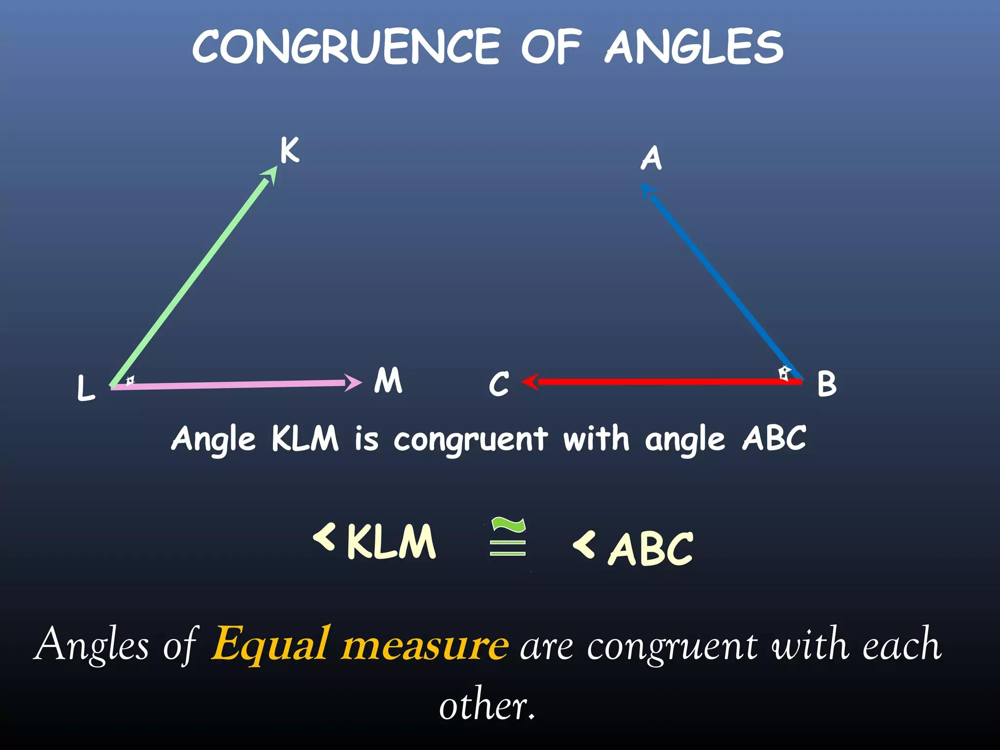 CONGRUENCE OF ANGLES
K
A
L
M
C
B
Angle KLM is congruent with angle ABC
<KLM ≅ <ABC
Angles of Equal measure are congruent with each
other.